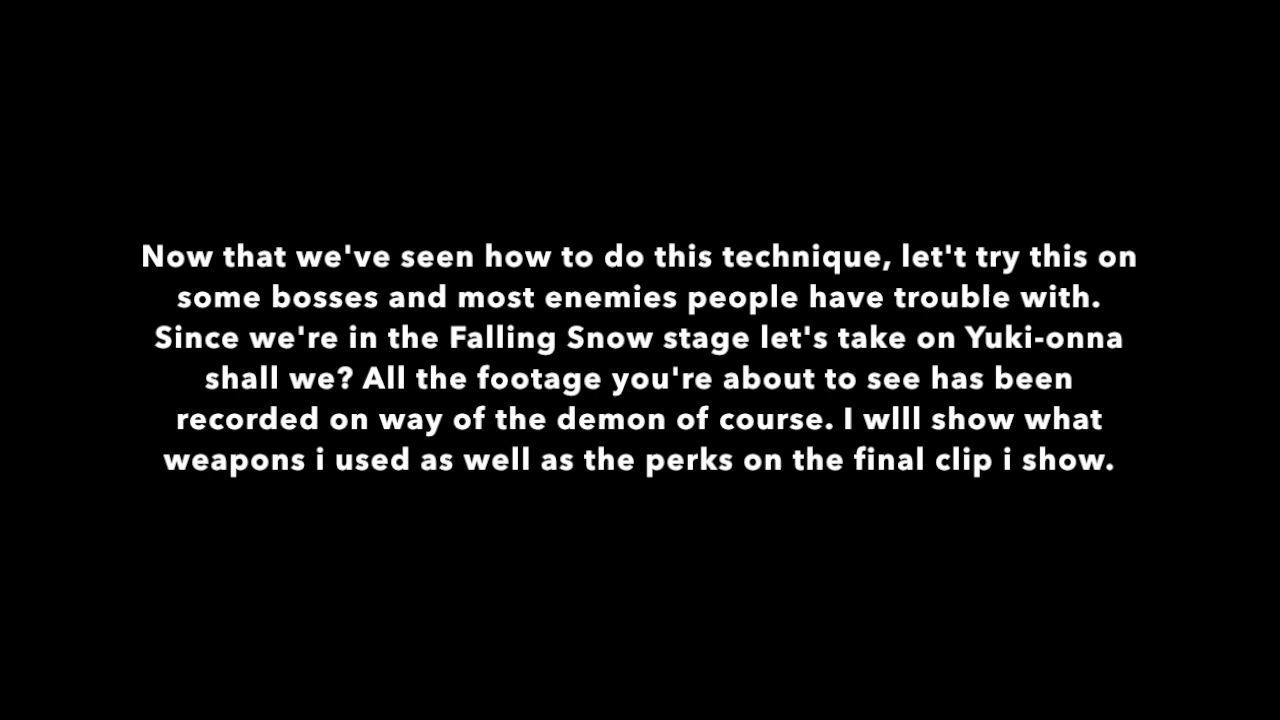 Now that we've seen how to do this technique, let't try this on
some bosses and most enemies people have trouble with.
Since we're in the Falling Snow stage let's take on Yuki-onna
shall we? All the footage you're about to see has been
recorded on way of the demon of course. I wlll show what
weapons i used as well as the perks on the final clip i show.